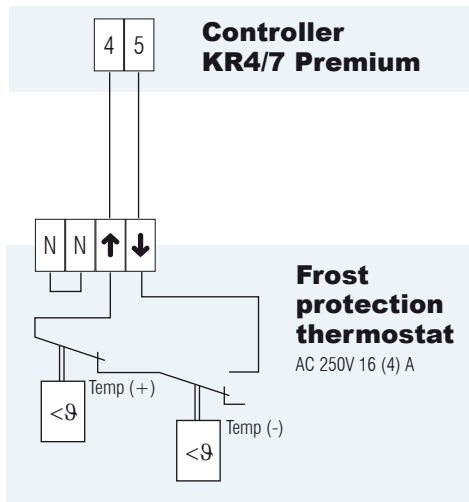 Controller
KR4/7 Premium
4 5
N N ↑ ↓
Frost
protection
thermostat
AC 250V 16 (4) A
Temp (+)
<ϑ
Temp (-)
<ϑ